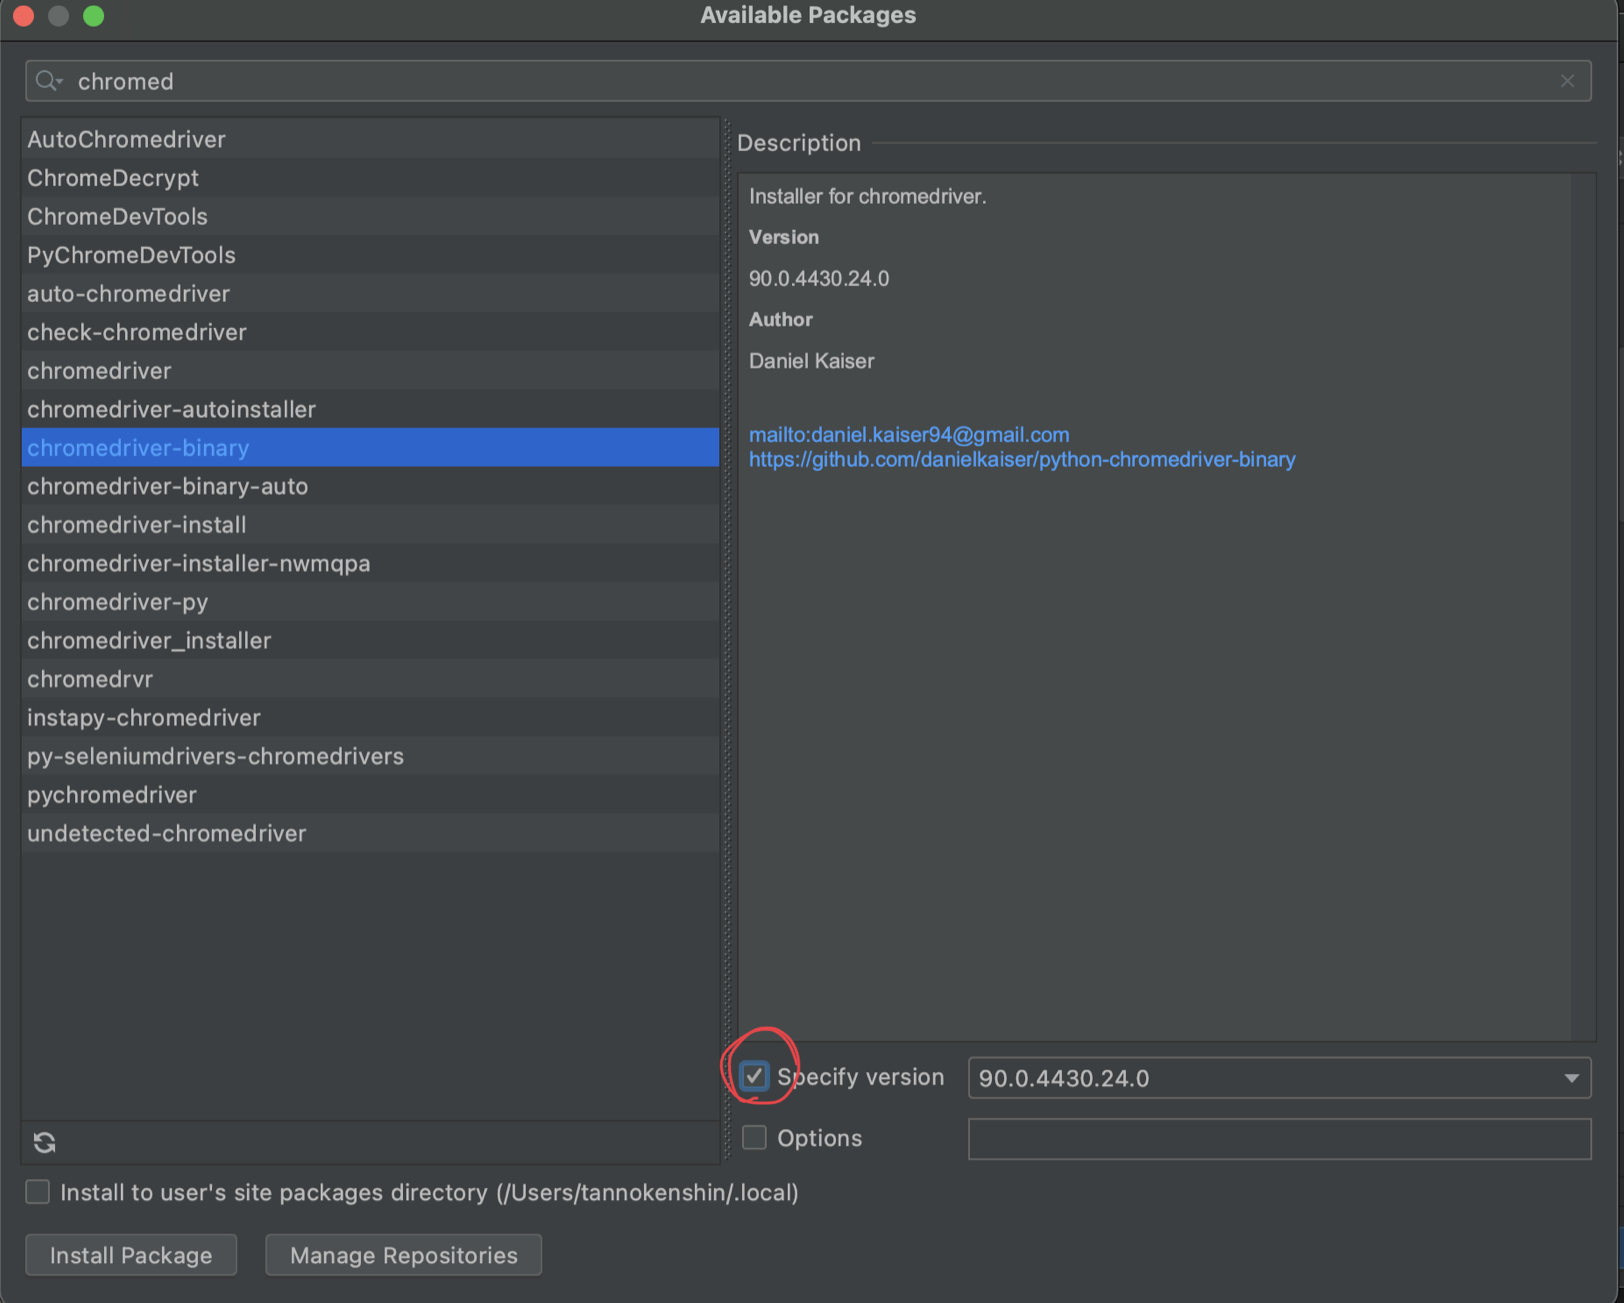 Available Packages
chromed
AutoChromedriver
ChromeDecrypt
ChromeDevTools
PyChromeDevTools
auto-chromedriver
check-chromedriver
chromedriver
chromedriver-autoinstaller
chromedriver-binary
chromedriver-binary-auto
chromedriver-install
chromedriver-installer-nwmqpa
chromedriver-py
chromedriver_installer
chromedrvr
instapy-chromedriver
py-seleniumdrivers-chromedrivers
pychromedriver
undetected-chromedriver
Description
Installer for chromedriver.
Version
90.0.4430.24.0
Author
Daniel Kaiser
mailto:daniel.kaiser94@gmail.com
https://github.com/danielkaiser/python-chromedriver-binary
Specify version
90.0.4430.24.0
Options
Install to user's site packages directory (/Users/tannokenshin/.local)
Install Package
Manage Repositories